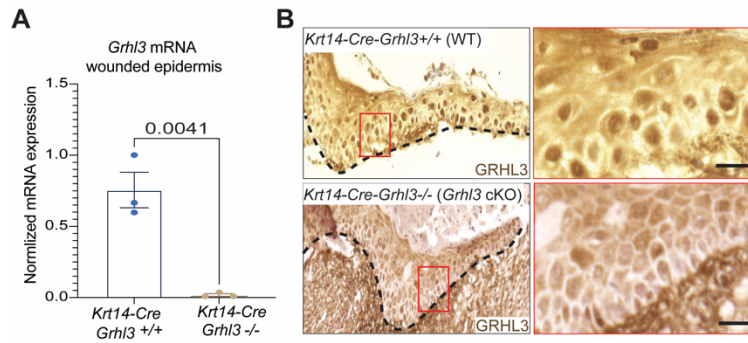 A
Grhl3 mRNA
wounded epidermis
Normlized mRNA expression
1.5
1.0
0.5
0.0
0.0041
Krt14-Cre
Grhl3 +/+
Krt14-Cre
Grhl3 -/-
B
Krt14-Cre-Grhl3+/+ (WT)
GRHL3
Krt14-Cre-Grhl3-/- (Grhl3 cKO)
GRHL3